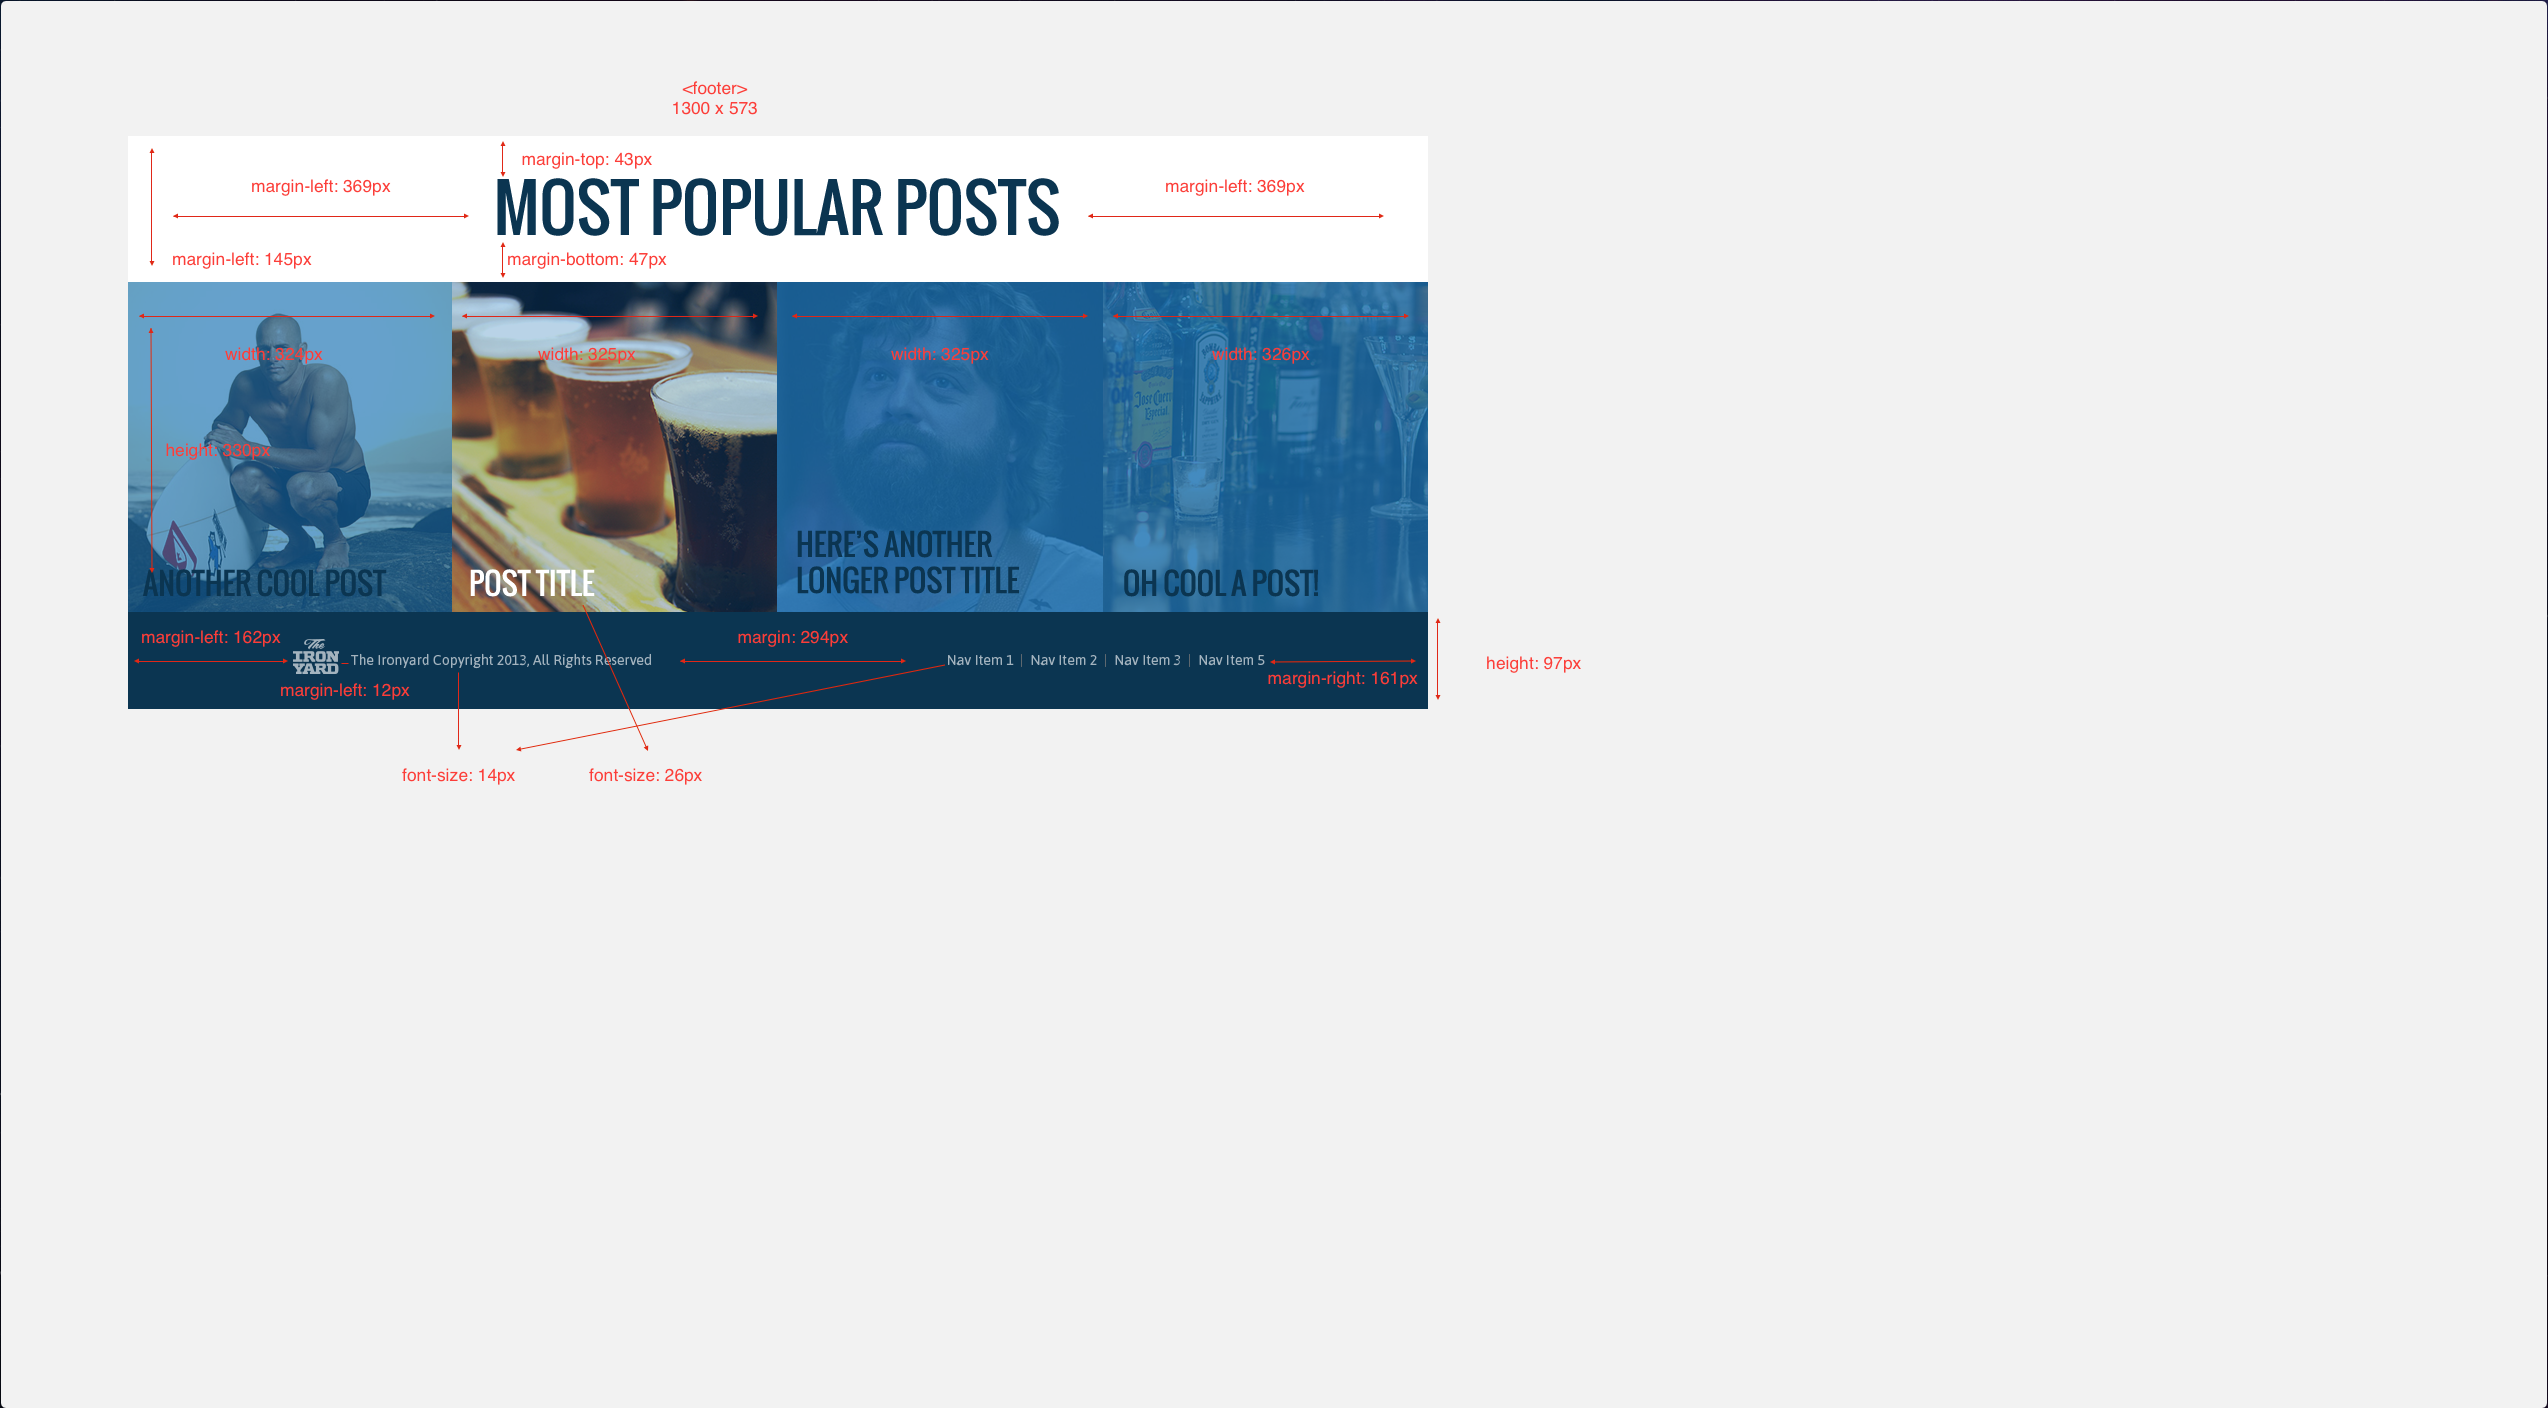 <footer>
1300 x 573
margin-top: 43px
margin-left: 369px
MOST POPULAR POSTS
margin-left: 369px
margin-left: 145px
margin-bottom: 47px
width: 324px
width: 325px
width: 325px
width: 326px
height: 330px
Jose Cuervo
Especial
ANOTHER COOL POST
POST TITLE
HERE'S ANOTHER
LONGER POST TITLE
OH COOL A POST!
margin-left: 162px
margin: 294px
The
IRON
YARD
The Ironyard Copyright 2013, All Rights Reserved
Nav Item 1 | Nav Item 2 | Nav Item 3 | Nav Item 5
height: 97px
margin-left: 12px
margin-right: 161px
font-size: 14px
font-size: 26px